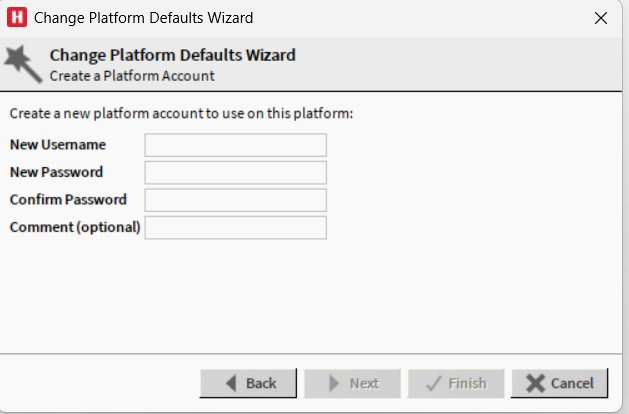 H Change Platform Defaults Wizard
Change Platform Defaults Wizard
Create a Platform Account
Create a new platform account to use on this platform:
New Username
New Password
Confirm Password
Comment (optional)
Back Next Finish Cancel